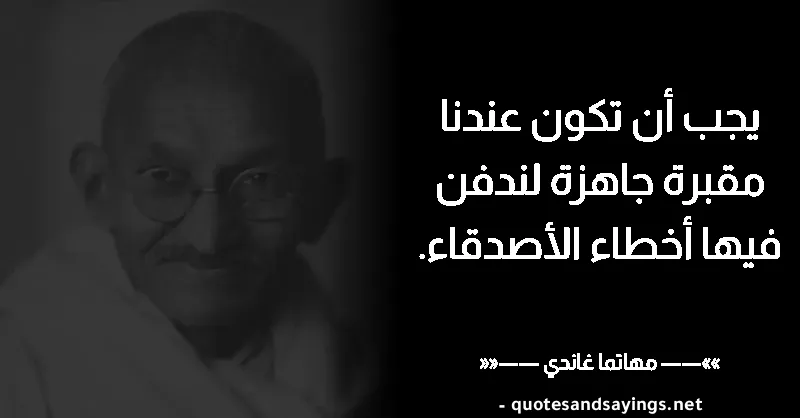 يجب أن تكون عندنا
مقبرة جاهزة لندفن
فيها أخطاء الأصدقاء.
»»—— مهاتما غاندي ——««
- quotesandsayings.net